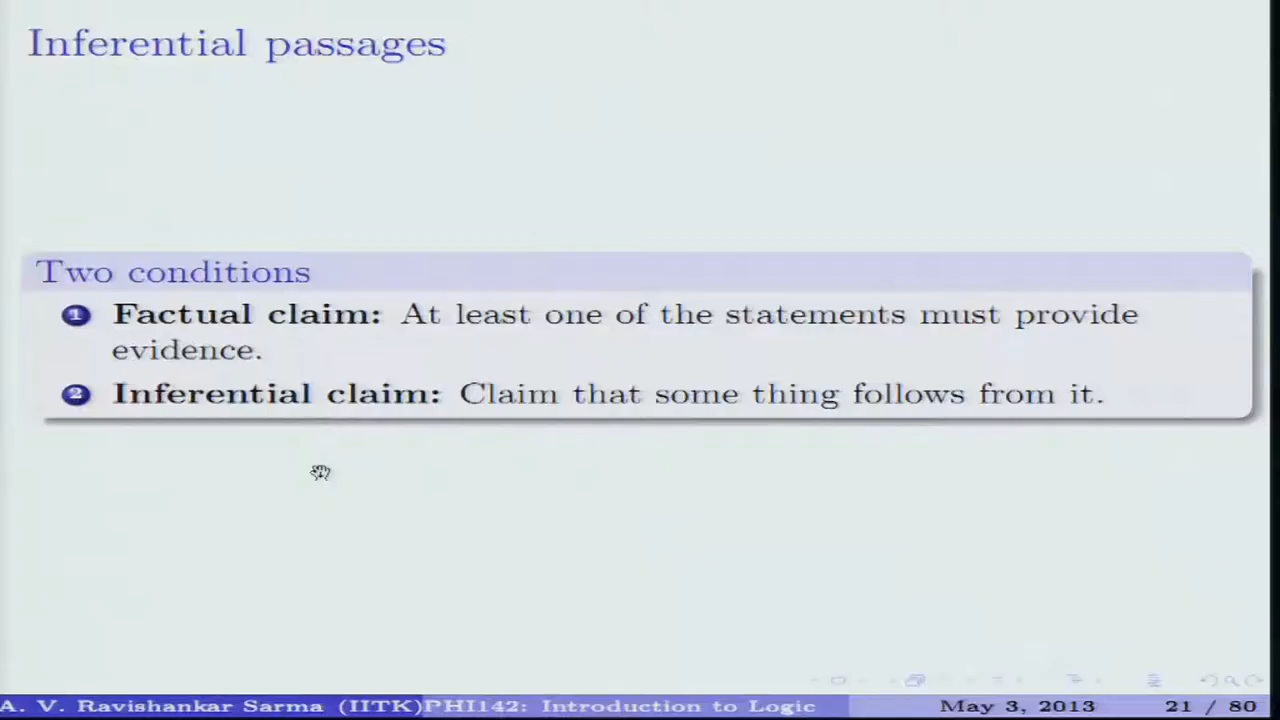 Inferential passages
Two conditions
1 Factual claim: At least one of the statements must provide
evidence.
2 Inferential claim: Claim that some thing follows from it.
A. V. Ravishankar Sarma (IITK) PHI142: Introduction to Logic May 3, 2013 21 / 80